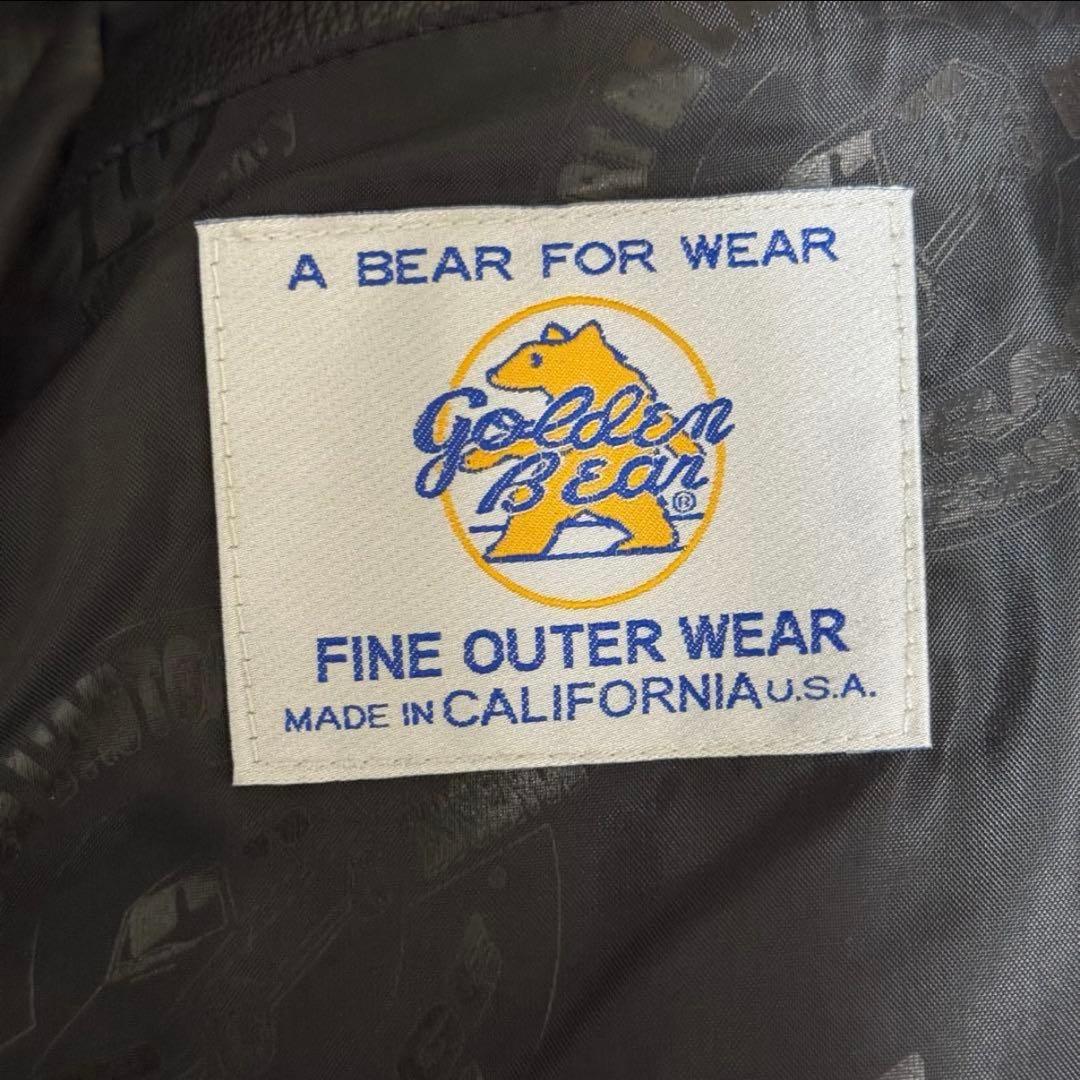 A BEAR FOR WEAR
Golden
Bear ®
FINE OUTER WEAR
MADE IN CALIFORNIA U.S.A.